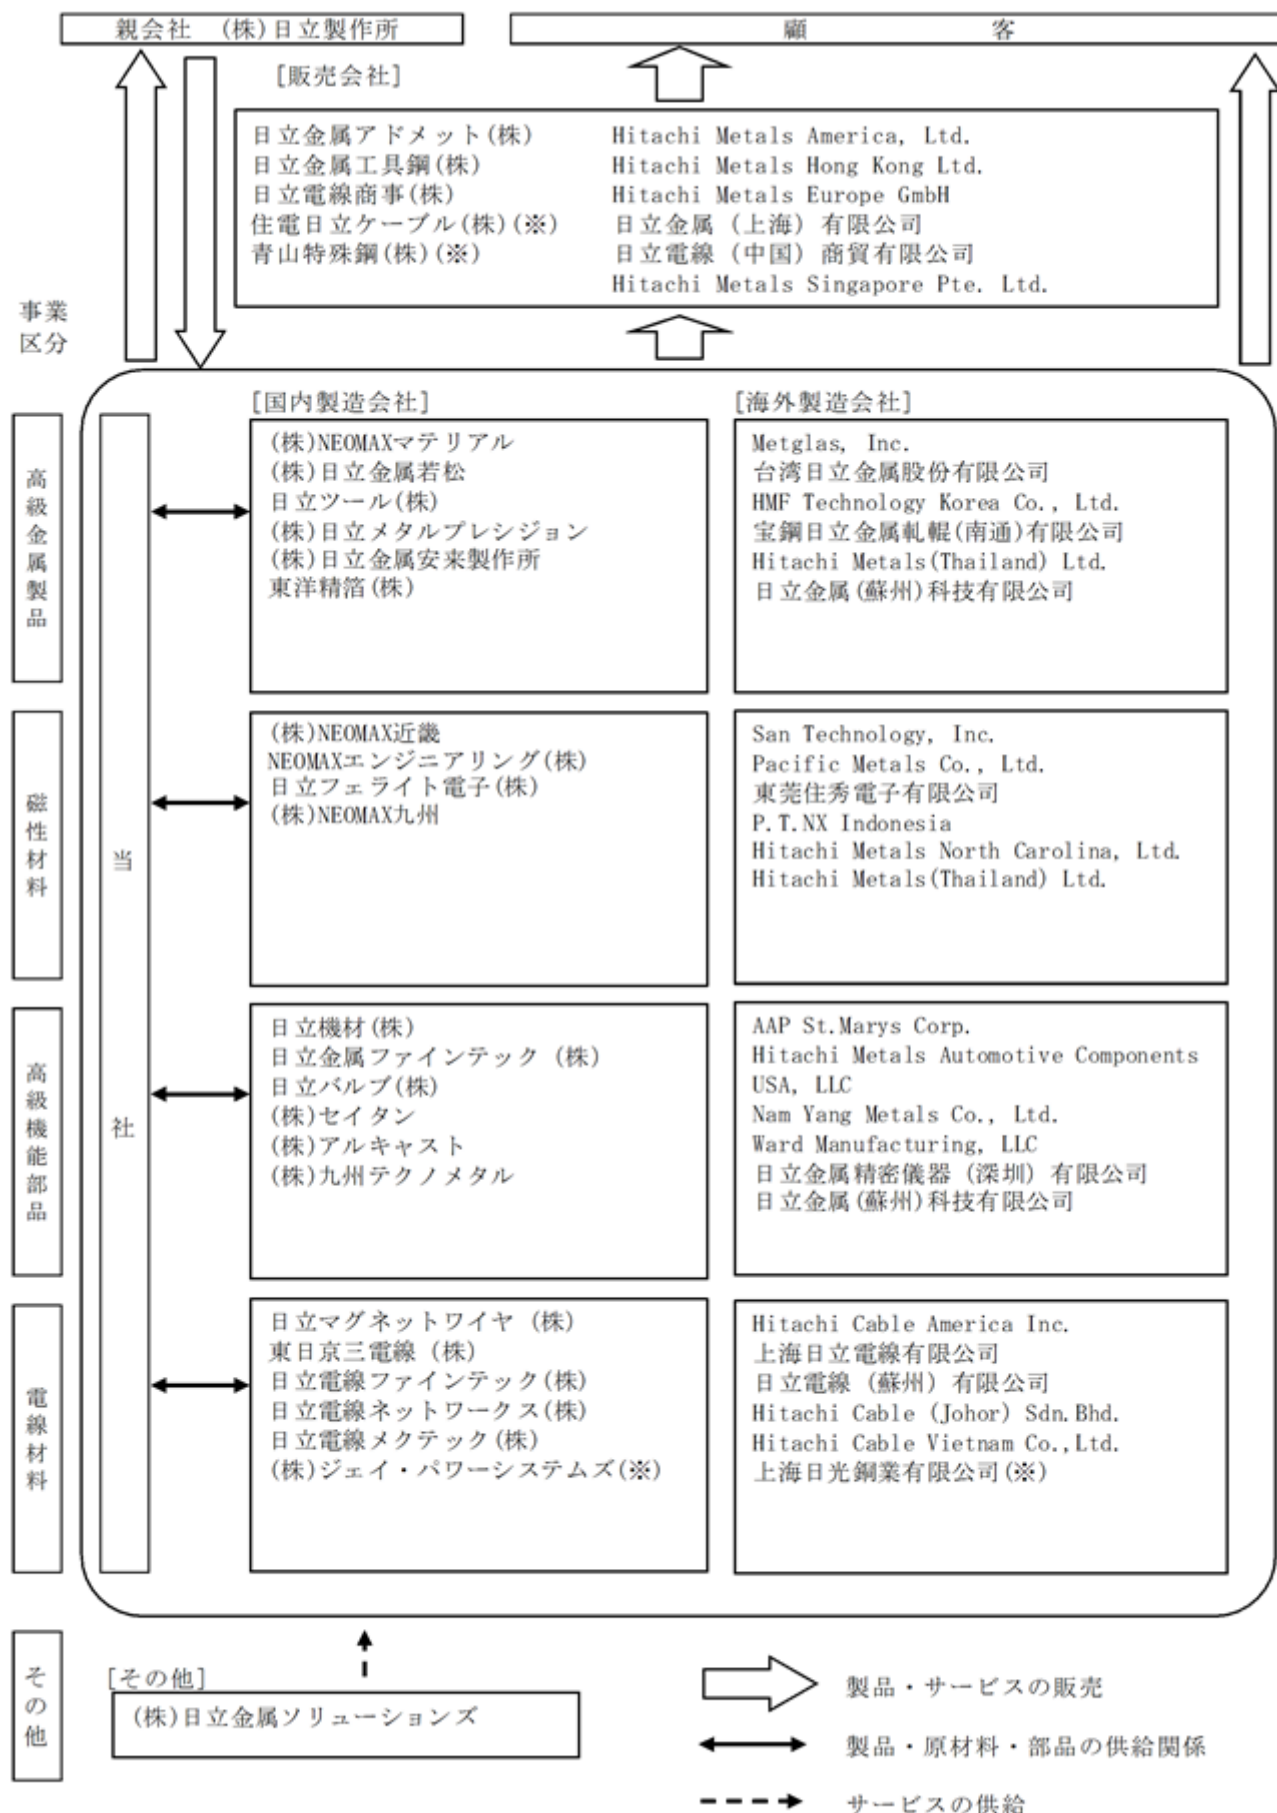 親会社　(株)日立製作所
顧　客
[販売会社]
日立金属アドメット(株)
日立金属工具鋼(株)
日立電線商事(株)
住電日立ケーブル(株)(※)
青山特殊鋼(株)(※)
Hitachi Metals America, Ltd.
Hitachi Metals Hong Kong Ltd.
Hitachi Metals Europe GmbH
日立金属（上海）有限公司
日立電線（中国）商貿有限公司
Hitachi Metals Singapore Pte. Ltd.
事業
区分
当社
[国内製造会社]
[海外製造会社]
高級金属製品
(株)NEOMAXマテリアル
(株)日立金属若松
日立ツール(株)
(株)日立メタルプレシジョン
(株)日立金属安来製作所
東洋精箔(株)
Metglas, Inc.
台湾日立金属股份有限公司
HMF Technology Korea Co., Ltd.
宝鋼日立金属軋輥(南通)有限公司
Hitachi Metals(Thailand) Ltd.
日立金属(蘇州)科技有限公司
磁性材料
(株)NEOMAX近畿
NEOMAXエンジニアリング(株)
日立フェライト電子(株)
(株)NEOMAX九州
San Technology, Inc.
Pacific Metals Co., Ltd.
東莞住秀電子有限公司
P.T.NX Indonesia
Hitachi Metals North Carolina, Ltd.
Hitachi Metals(Thailand) Ltd.
高級機能部品
日立機材(株)
日立金属ファインテック（株）
日立バルブ(株)
(株)セイタン
(株)アルキャスト
(株)九州テクノメタル
AAP St.Marys Corp.
Hitachi Metals Automotive Components
USA, LLC
Nam Yang Metals Co., Ltd.
Ward Manufacturing, LLC
日立金属精密儀器（深圳）有限公司
日立金属(蘇州)科技有限公司
電線材料
日立マグネットワイヤ（株）
東日京三電線（株）
日立電線ファインテック(株)
日立電線ネットワークス(株)
日立電線メクテック(株)
(株)ジェイ・パワーシステムズ(※)
Hitachi Cable America Inc.
上海日立電線有限公司
日立電線（蘇州）有限公司
Hitachi Cable (Johor) Sdn.Bhd.
Hitachi Cable Vietnam Co.,Ltd.
上海日光銅業有限公司(※)
その他
[その他]
(株)日立金属ソリューションズ
製品・サービスの販売
製品・原材料・部品の供給関係
サービスの供給